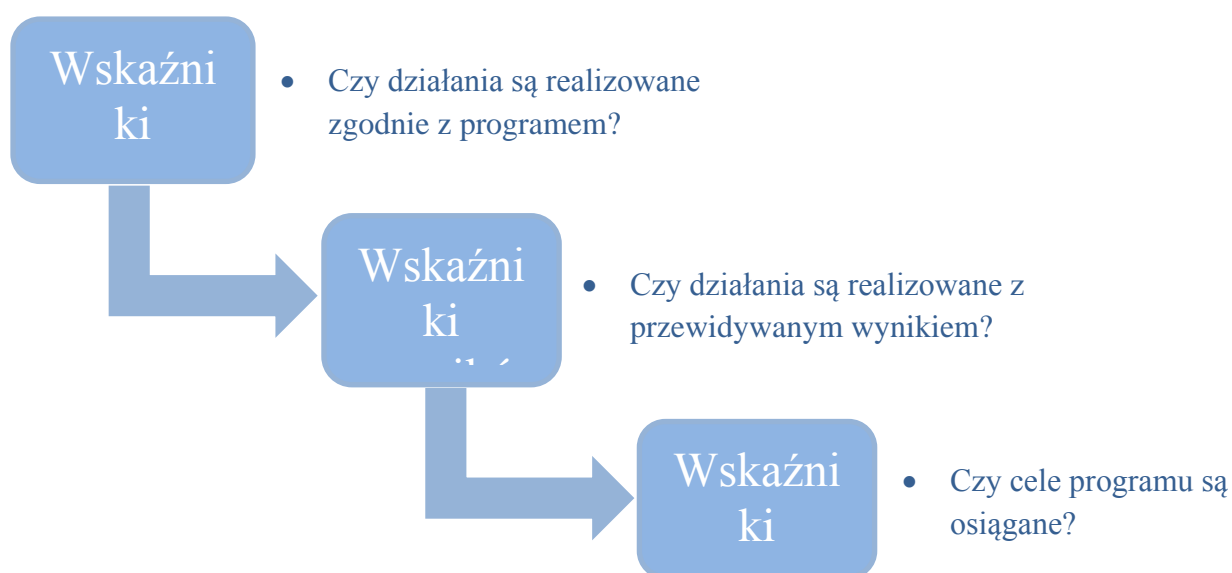 Wskaźni
ki
• Czy działania są realizowane
zgodnie z programem?
Wskaźni
ki
• Czy działania są realizowane z
przewidywanym wynikiem?
Wskaźni
ki
• Czy cele programu są
osiągane?